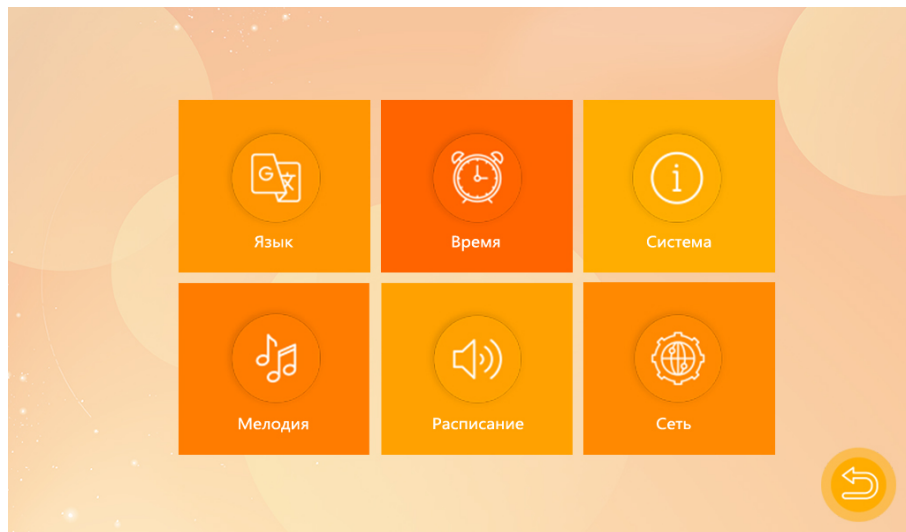 Язык
Время
Система
Мелодия
Расписание
Сеть